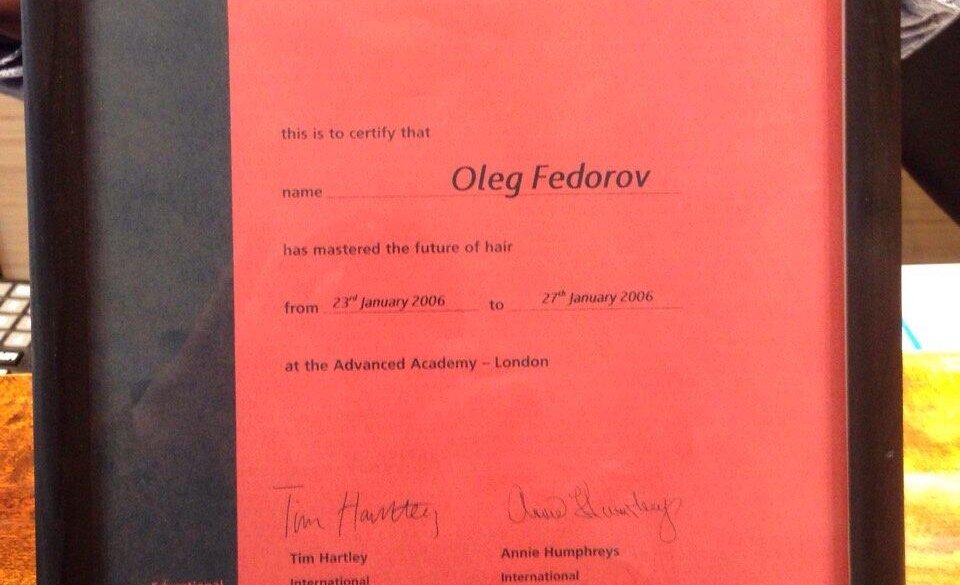 this is to certify that
name Oleg Fedorov
has mastered the future of hair
from 23rd January 2006 to 27th January 2006
at the Advanced Academy – London
Tim Hartley Annie Humphreys
Tim Hartley Annie Humphreys
International International
Educational